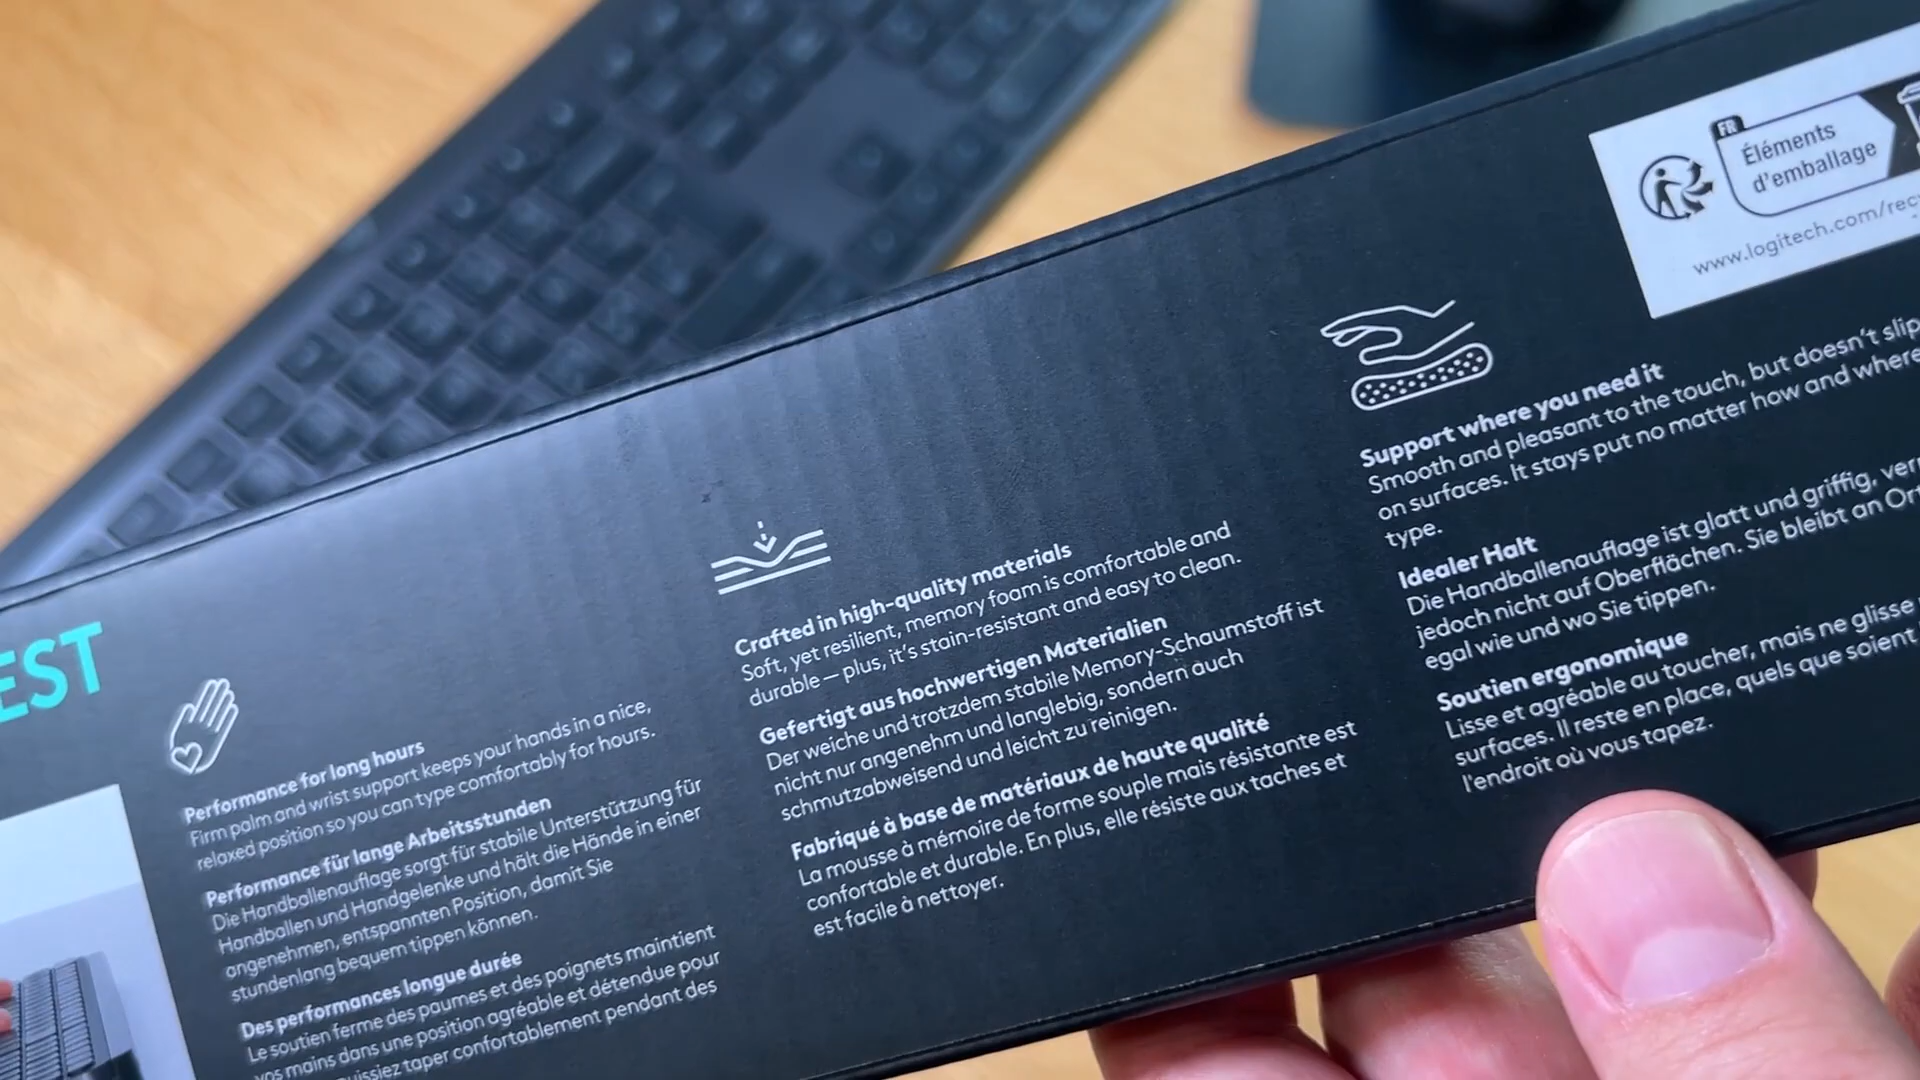 EST
Performance for long hours
Firm palm and wrist support keeps your hands in a nice,
relaxed position so you can type comfortably for hours.
Performance für lange Arbeitsstunden
Die Handballenauflage sorgt für stabile Unterstützung für
Handballen und Handgelenke und hält die Hände in einer
angenehmen, entspannten Position, damit Sie
stundenlang bequem tippen können.
Des performances longue durée
Le soutien ferme des paumes et des poignets maintient
vos mains dans une position agréable et détendue pour
puissiez taper confortablement pendant des
Crafted in high-quality materials
Soft, yet resilient, memory foam is comfortable and
durable — plus, it's stain-resistant and easy to clean.
Gefertigt aus hochwertigen Materialien
Der weiche und trotzdem stabile Memory-Schaumstoff ist
nicht nur angenehm und langlebig, sondern auch
schmutzabweisend und leicht zu reinigen.
Fabriqué à base de matériaux de haute qualité
La mousse à mémoire de forme souple mais résistante est
confortable et durable. En plus, elle résiste aux taches et
est facile à nettoyer.
Support where you need it
Smooth and pleasant to the touch, but doesn't slip
on surfaces. It stays put no matter how and where
type.
Idealer Halt
Die Handballenauflage ist glatt und griffig,
jedoch nicht auf Oberflächen. Sie bleibt an
egal wie und wo Sie tippen.
Soutien ergonomique
Lisse et agréable au toucher, mais ne glisse
surfaces. Il reste en place, quels que soient
l'endroit où vous tapez.
FR
Éléments
d'emballage
www.logitech.com/rec